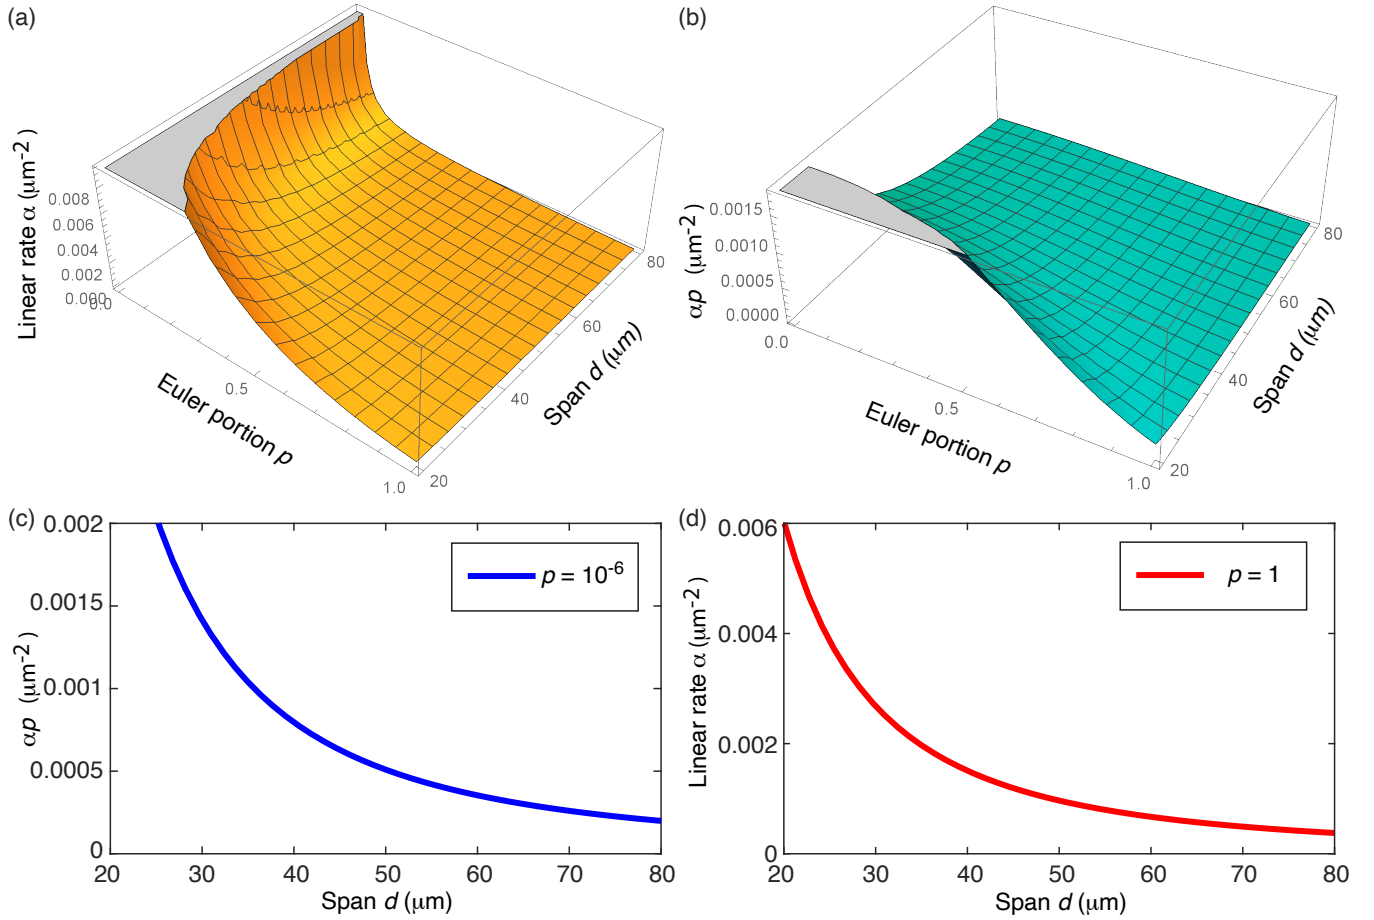 (a)
Linear rate α (μm-2 )
0.008
0.006
0.004
0.002
0.000
0.0
0.5
1.0
Euler portion p
20
40
60
80
Span d (μm)
(b)
αp (μm-2 )
0.0015
0.0010
0.0005
0.0000
0.0
0.5
1.0
Euler portion p
20
40
60
80
Span d (μm)
(c)
αp (μm-2 )
0.002
0.0015
0.001
0.0005
0
p = 10-6
20 30 40 50 60 70 80
Span d (μm)
(d)
Linear rate α (μm-2 )
0.006
0.004
0.002
0
p = 1
20 30 40 50 60 70 80
Span d (μm)